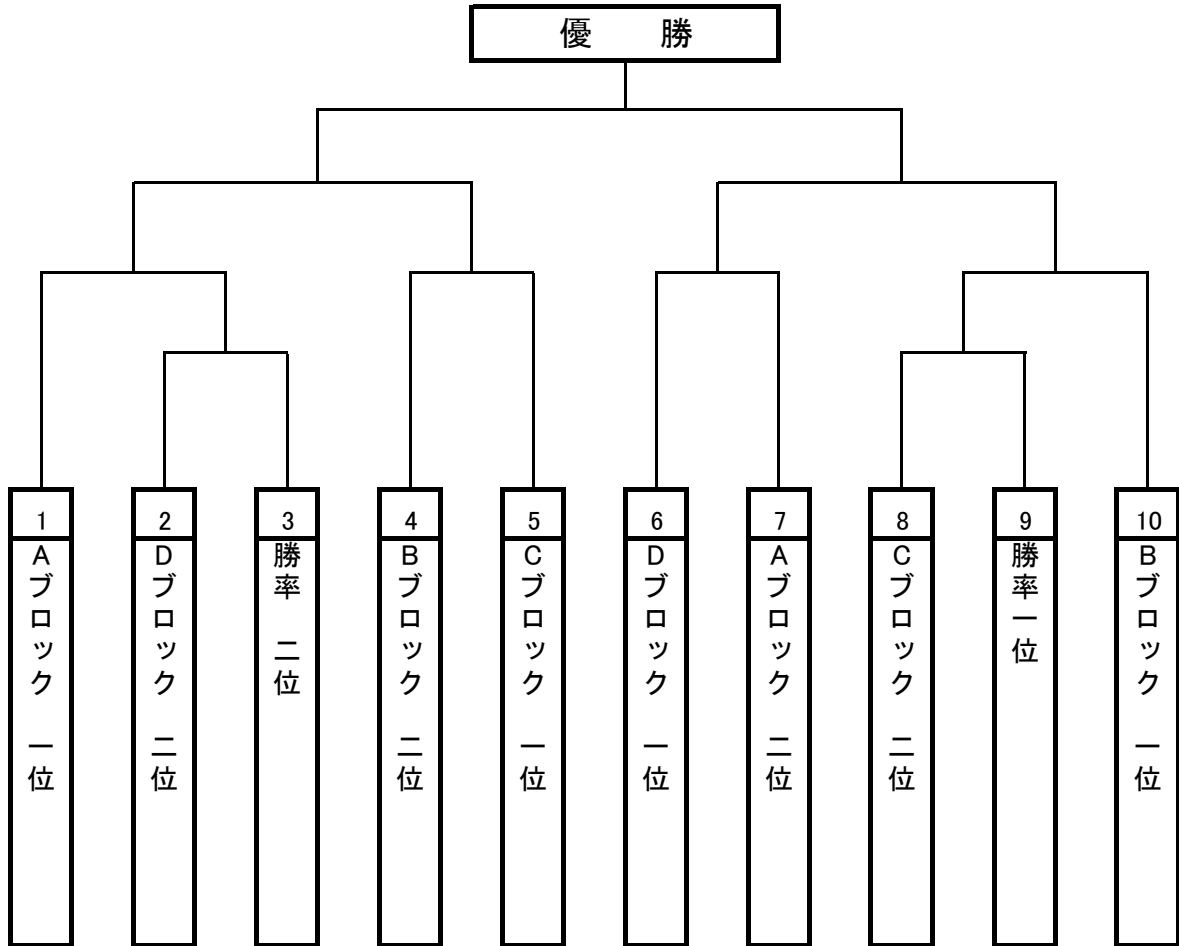 優　　勝
1
Aブロック　一位
2
Dブロック　二位
3
勝率　二位
4
Bブロック　二位
5
Cブロック　一位
6
Dブロック　一位
7
Aブロック　二位
8
Cブロック　二位
9
勝率一位
10
Bブロック　一位